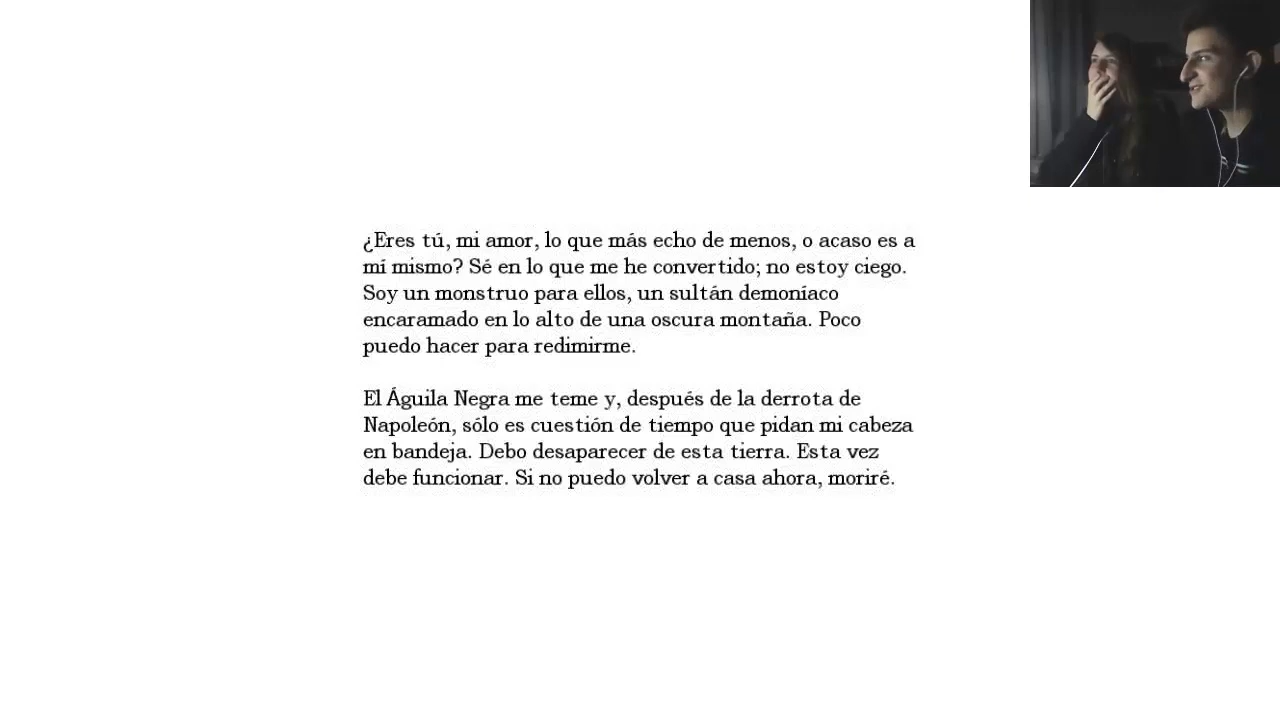 ¿Eres tú, mi amor, lo que más echo de menos, o acaso es a
mí mismo? Sé en lo que me he convertido; no estoy ciego.
Soy un monstruo para ellos, un sultán demoníaco
encaramado en lo alto de una oscura montaña. Poco
puedo hacer para redimirme.
El Águila Negra me teme y, después de la derrota de
Napoleón, sólo es cuestión de tiempo que pidan mi cabeza
en bandeja. Debo desaparecer de esta tierra. Esta vez
debe funcionar. Si no puedo volver a casa ahora, moriré.